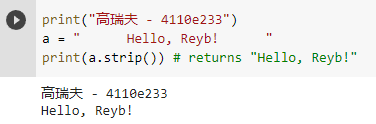 print("高瑞夫 - 4110e233")
a = "      Hello, Reyb!      "
print(a.strip()) # returns "Hello, Reyb!"
高瑞夫 - 4110e233
Hello, Reyb!